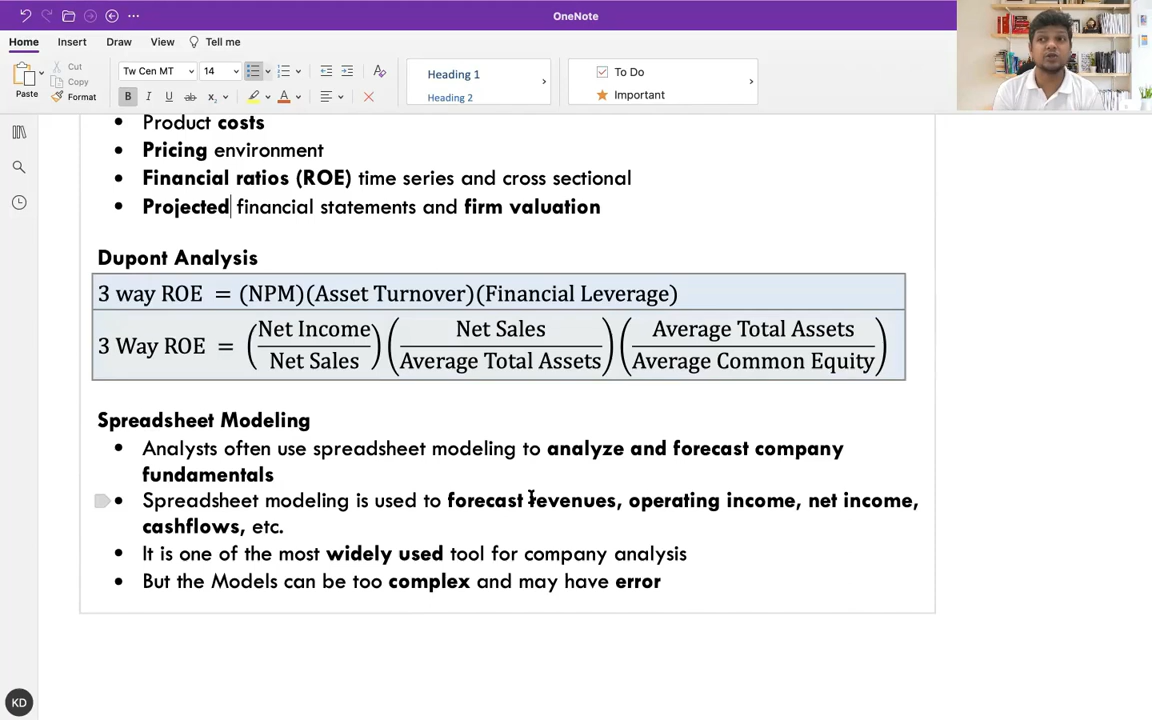 OneNote
Home Insert Draw View Tell me
Paste
Cut
Copy
Format
Tw Cen MT 14
B I U ab x₂ A
Heading 1
Heading 2
To Do
Important
• Product costs
• Pricing environment
• Financial ratios (ROE) time series and cross sectional
• Projected financial statements and firm valuation
Dupont Analysis
3 way ROE = (NPM)(Asset Turnover)(Financial Leverage)
3 Way ROE = (Net Income/Net Sales)(Net Sales/Average Total Assets)(Average Total Assets/Average Common Equity)
Spreadsheet Modeling
• Analysts often use spreadsheet modeling to analyze and forecast company
fundamentals
• Spreadsheet modeling is used to forecast revenues, operating income, net income,
cashflows, etc.
• It is one of the most widely used tool for company analysis
• But the Models can be too complex and may have error
KD